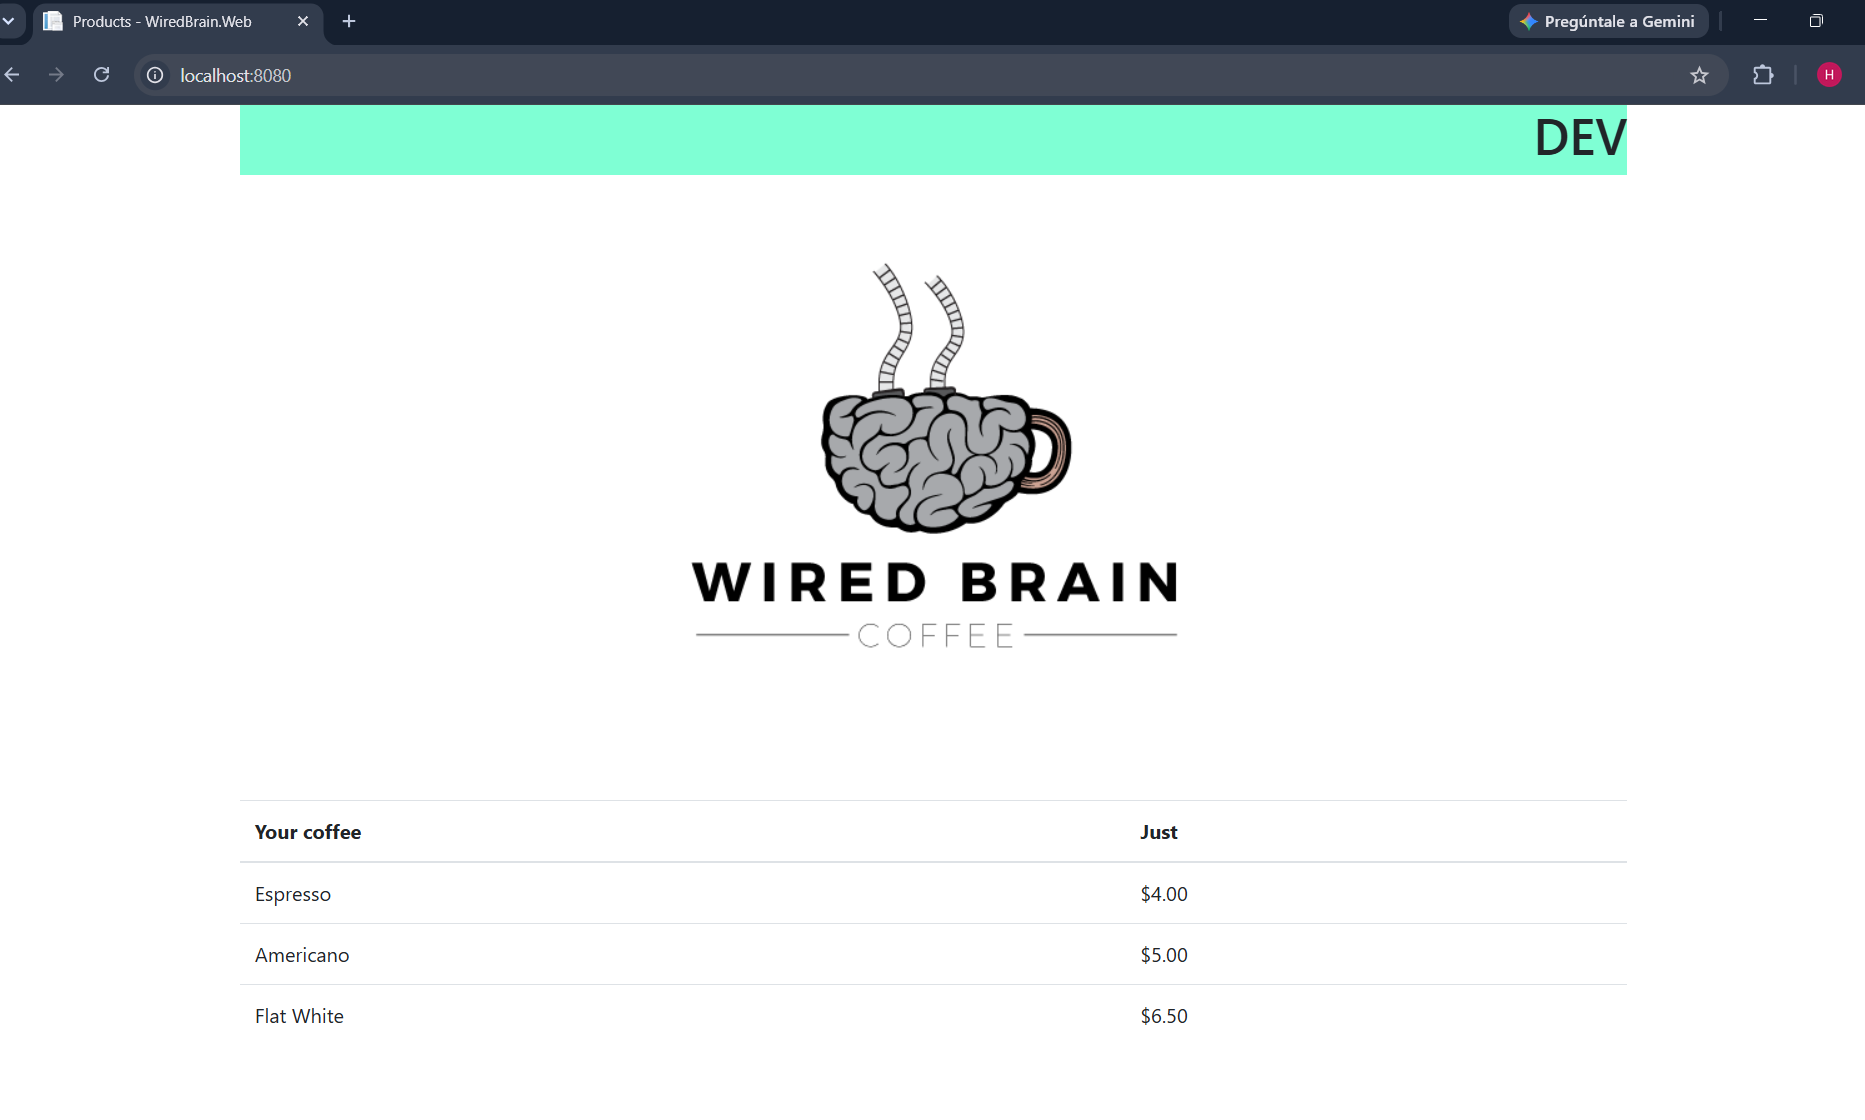 Products - WiredBrain.Web
Pregúntale a Gemini
localhost:8080
H
DEV
WIRED BRAIN
COFFEE
Your coffee Just
Espresso $4.00
Americano $5.00
Flat White $6.50